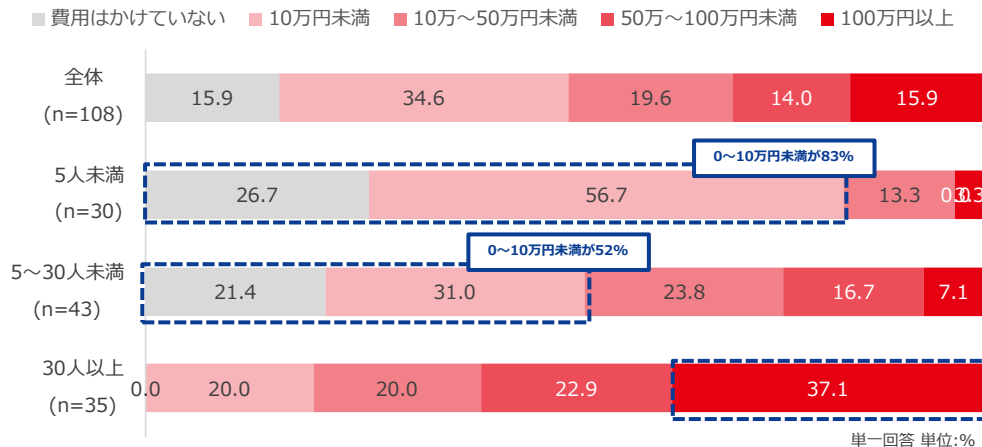 費用はかけていない 10万円未満 10万～50万円未満 50万～100万円未満 100万円以上
全体
(n=108)
15.9 34.6 19.6 14.0 15.9
0～10万円未満が83%
5人未満
(n=30)
26.7 56.7 13.3
0～10万円未満が52%
5～30人未満
(n=43)
21.4 31.0 23.8 16.7 7.1
30人以上
(n=35)
0.0 20.0 20.0 22.9 37.1
単一回答 単位:%